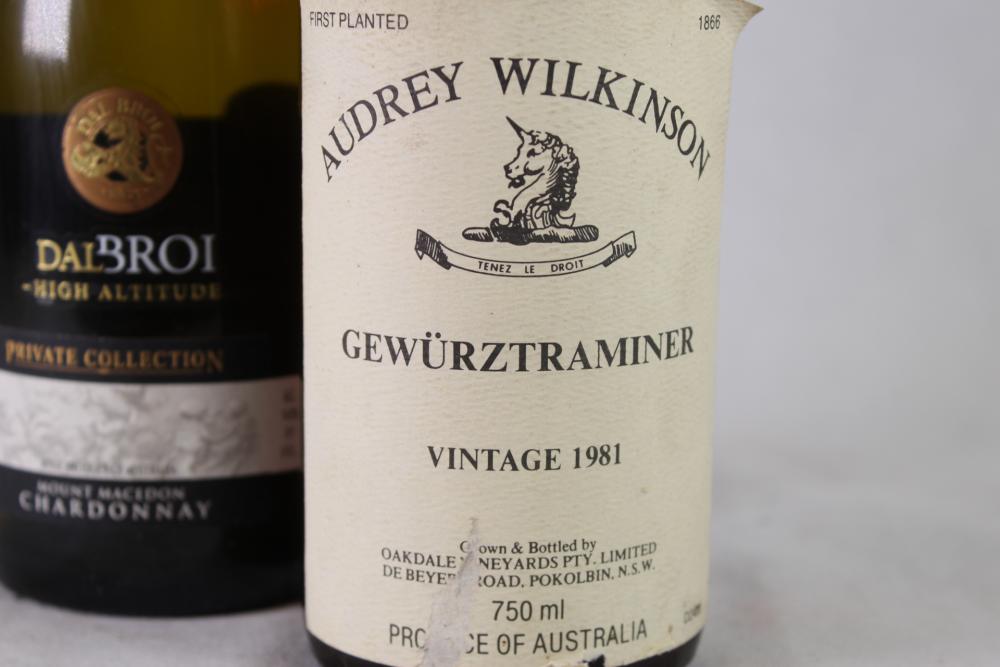 DAL BROI
DALBROI
HIGH ALTITUDE
PRIVATE COLLECTION
MOUNT MACEDON
CHARDONNAY
FIRST PLANTED 1866
AUDREY WILKINSON
TENEZ LE DROIT
GEWÜRZTRAMINER
VINTAGE 1981
Grown & Bottled by
OAKDALE VINEYARDS PTY. LIMITED
DE BEYERS ROAD, POKOLBIN, N.S.W.
750 ml
PRODUCE OF AUSTRALIA